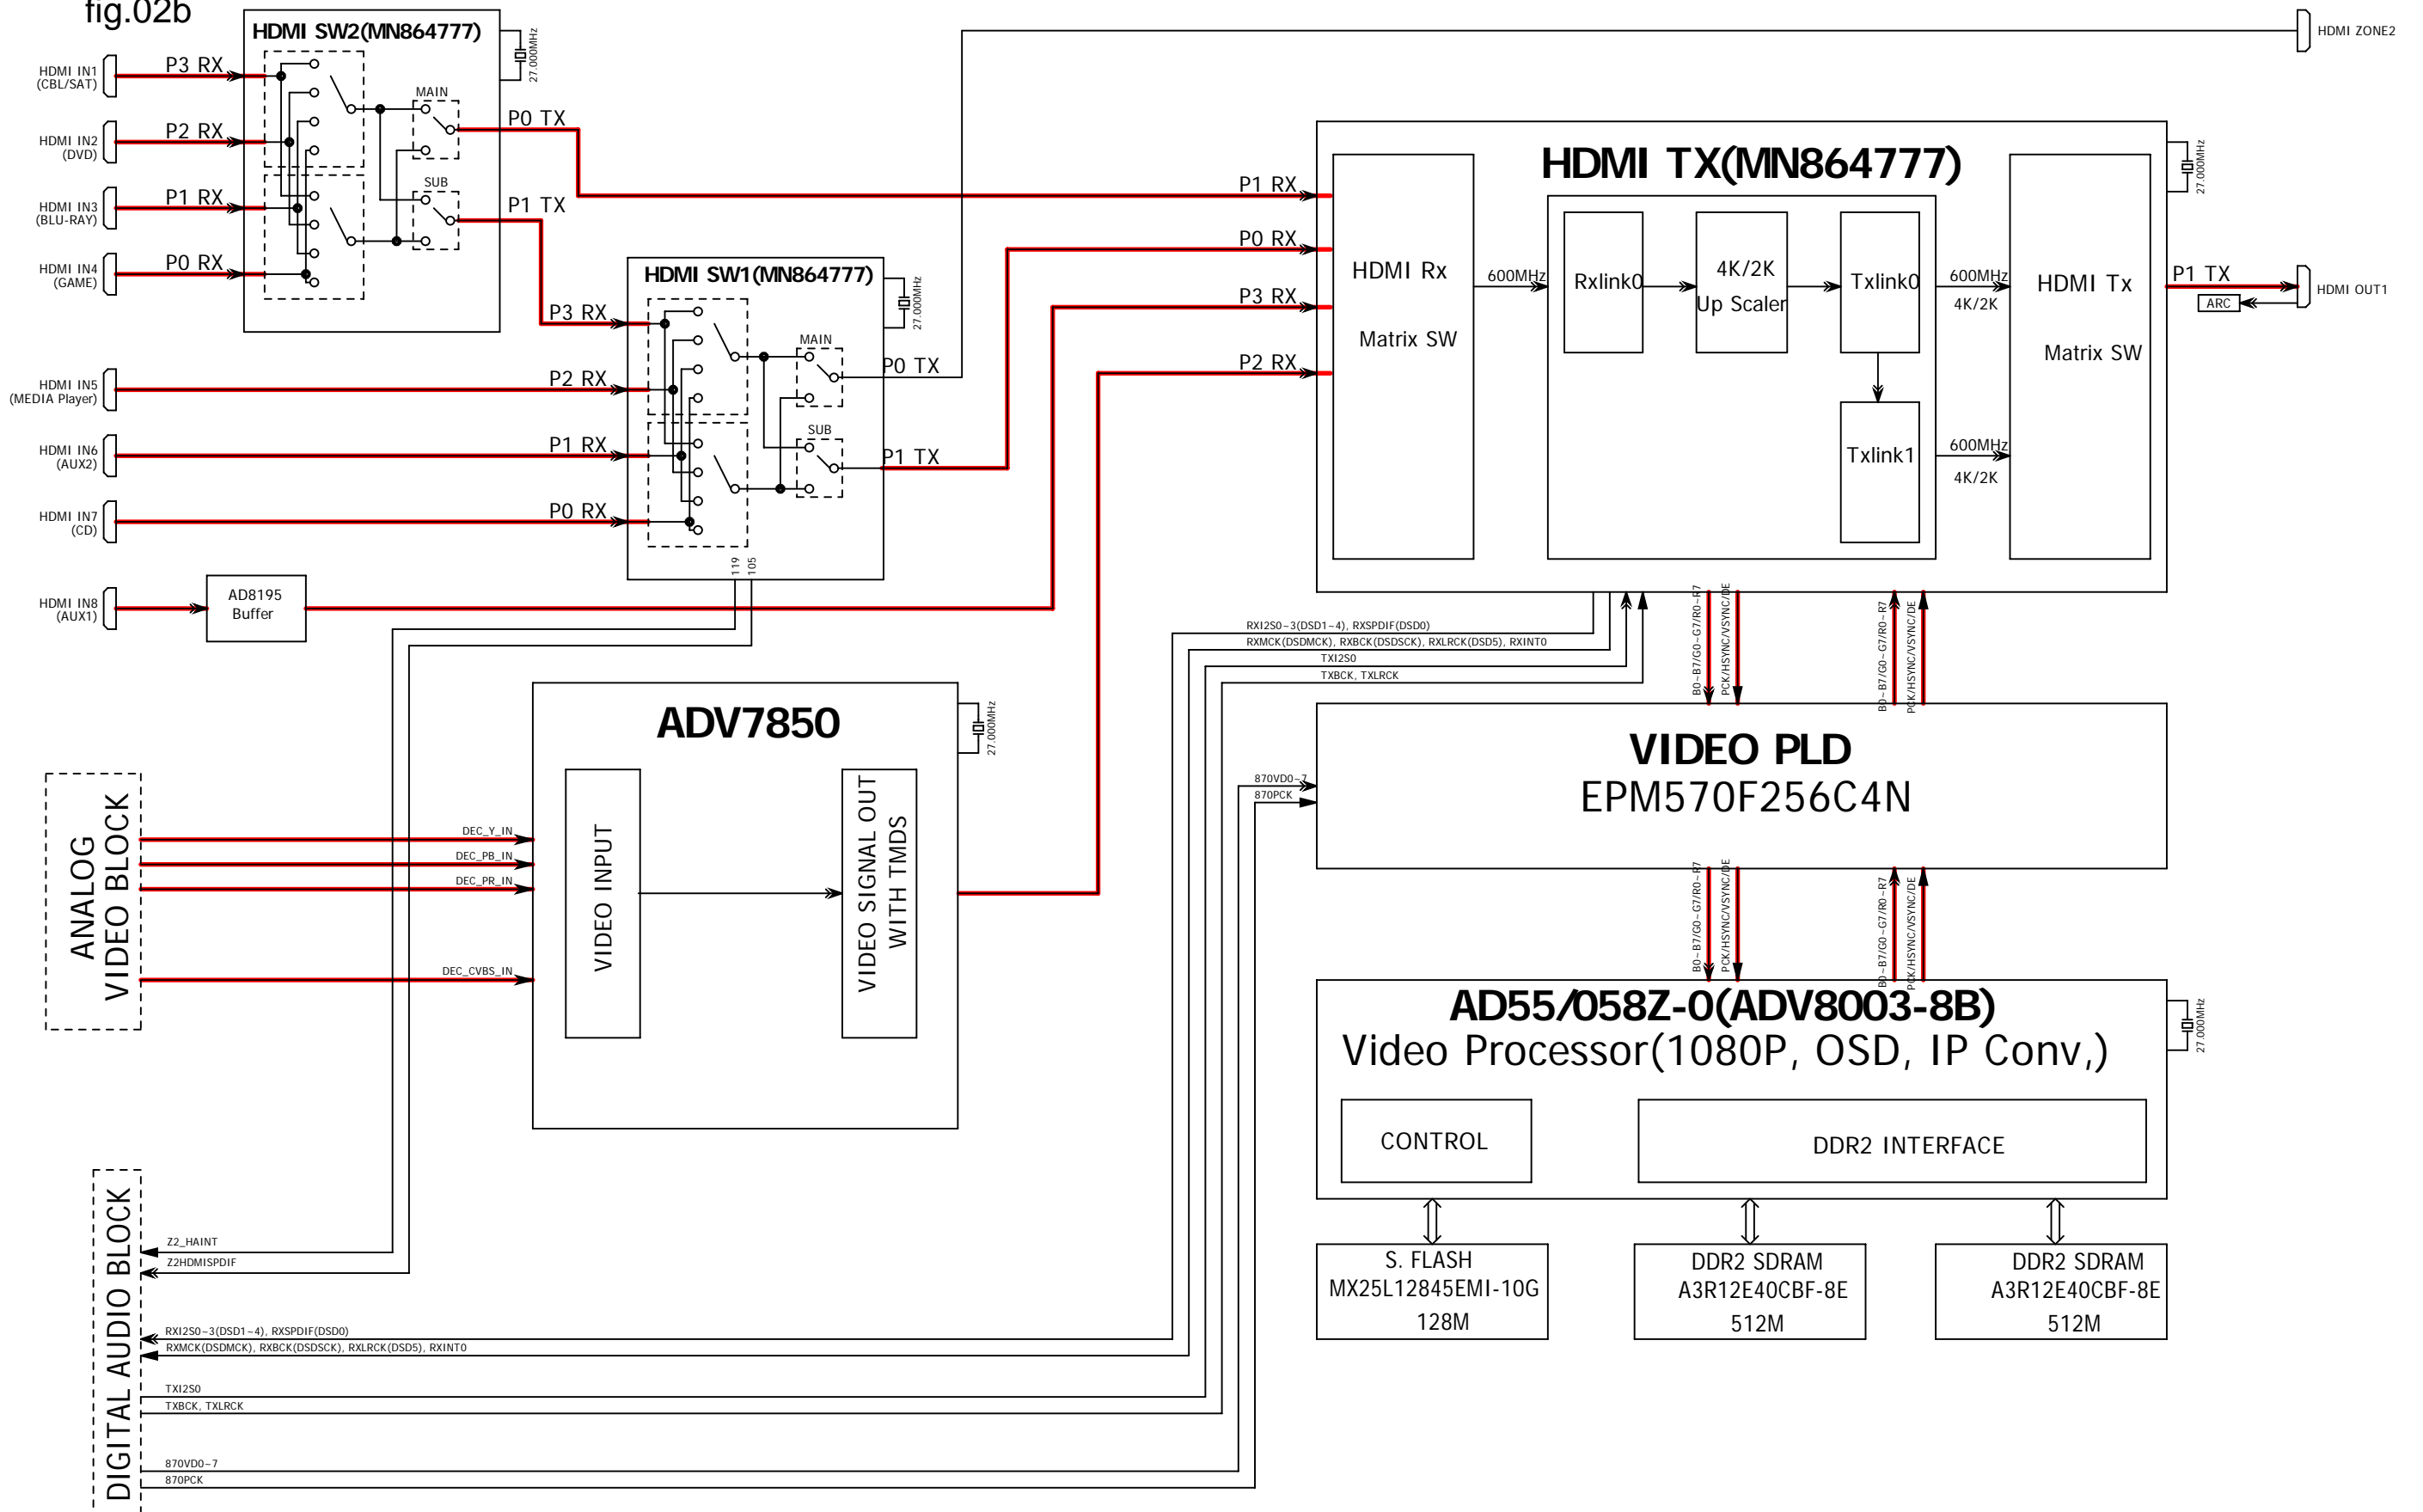 fig.02b
HDMI SW2(MN864777)
27.000MHz
HDMI ZONE2
HDMI IN1
(CBL/SAT)
P3 RX
HDMI IN2
(DVD)
P2 RX
HDMI IN3
(BLU-RAY)
P1 RX
HDMI IN4
(GAME)
P0 RX
MAIN
P0 TX
SUB
P1 TX
HDMI SW1(MN864777)
27.000MHz
P3 RX
HDMI IN5
(MEDIA Player)
P2 RX
HDMI IN6
(AUX2)
P1 RX
HDMI IN7
(CD)
P0 RX
MAIN
P0 TX
SUB
P1 TX
119
105
HDMI IN8
(AUX1)
AD8195
Buffer
HDMI TX(MN864777)
27.000MHz
P1 RX
P0 RX
P3 RX
P2 RX
HDMI Rx
Matrix SW
600MHz
Rxlink0
4K/2K
Up Scaler
Txlink0
600MHz
4K/2K
Txlink1
600MHz
4K/2K
HDMI Tx
Matrix SW
P1 TX
ARC
HDMI OUT1
RXI2S0~3(DSD1~4), RXSPDIF(DSD0)
RXMCK(DSDMCK), RXBCK(DSDSCK), RXLRCK(DSD5), RXINT0
TXI2S0
TXBCK, TXLRCK
B0~B7/G0~G7/R0~R7
PCK/HSYNC/VSYNC/DE
B0~B7/G0~G7/R0~R7
PCK/HSYNC/VSYNC/DE
ADV7850
27.000MHz
VIDEO INPUT
VIDEO SIGNAL OUT
WITH TMDS
ANALOG
VIDEO BLOCK
DEC_Y_IN
DEC_PB_IN
DEC_PR_IN
DEC_CVBS_IN
870VD0~7
870PCK
VIDEO PLD
EPM570F256C4N
B0~B7/G0~G7/R0~R7
PCK/HSYNC/VSYNC/DE
B0~B7/G0~G7/R0~R7
PCK/HSYNC/VSYNC/DE
AD55/058Z-0(ADV8003-8B)
Video Processor(1080P, OSD, IP Conv,)
27.000MHz
CONTROL
DDR2 INTERFACE
S. FLASH
MX25L12845EMI-10G
128M
DDR2 SDRAM
A3R12E40CBF-8E
512M
DDR2 SDRAM
A3R12E40CBF-8E
512M
DIGITAL AUDIO BLOCK
Z2_HAINT
Z2HDMISPDIF
RXI2S0~3(DSD1~4), RXSPDIF(DSD0)
RXMCK(DSDMCK), RXBCK(DSDSCK), RXLRCK(DSD5), RXINT0
TXI2S0
TXBCK, TXLRCK
870VD0~7
870PCK